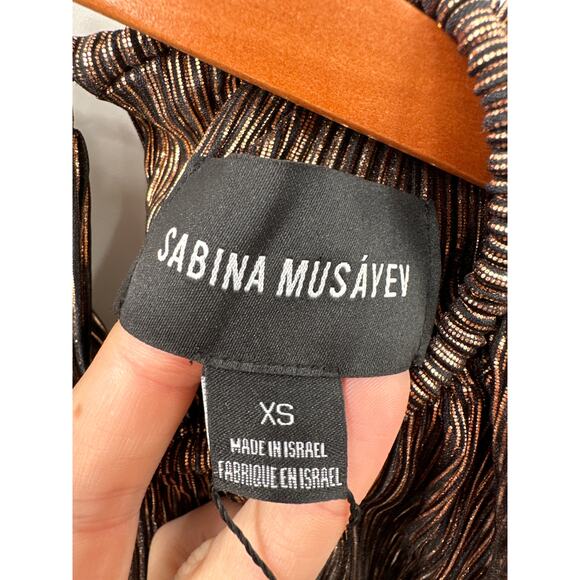 SABINA MUSÁYEV
XS
MADE IN ISRAEL
FABRIQUE EN ISRAEL